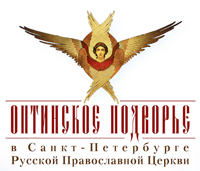 ОПТИНСКОЕ ПОДВОРЬЕ
в Санкт-Петербурге
Русской Православной Церкви